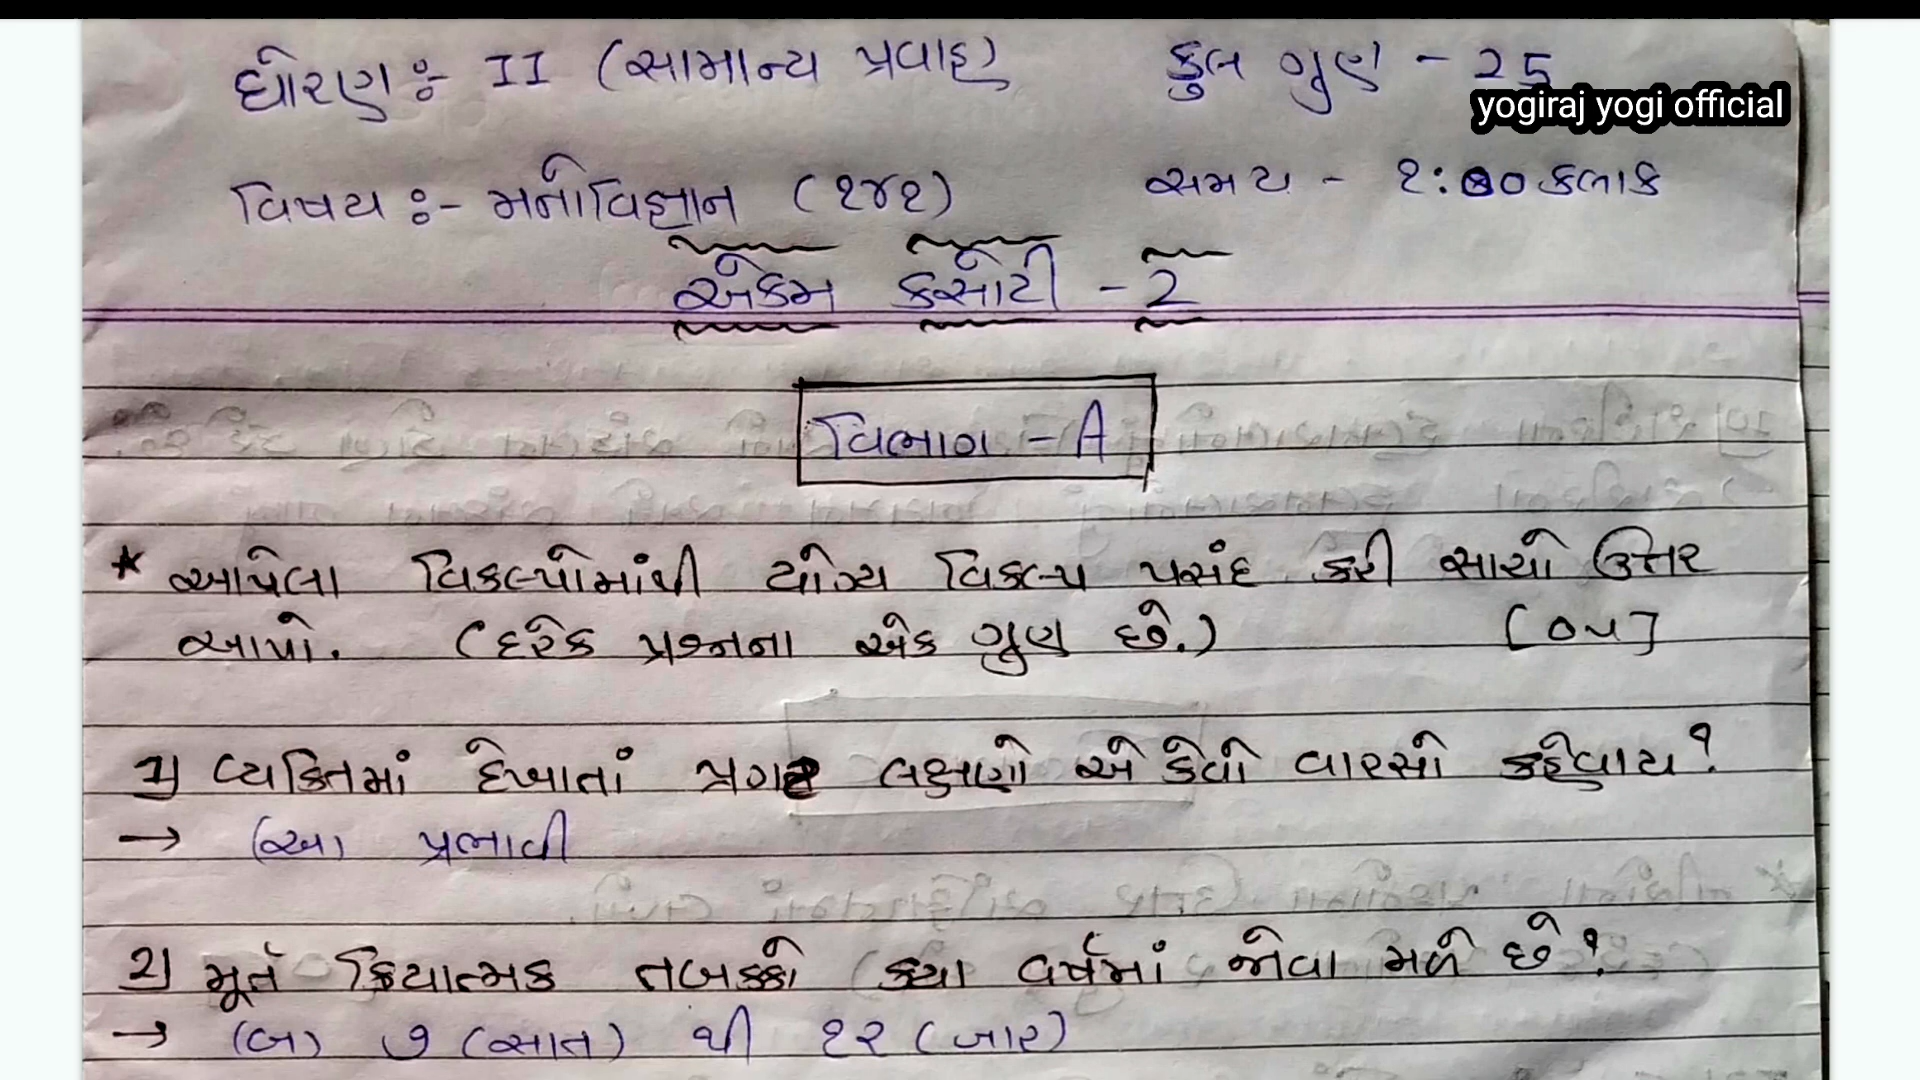 ધોરણ :- 11 (સામાન્ય પ્રવાહ) કુલ ગુણ - 25
yogiraj yogi official
વિષય :- મનોવિજ્ઞાન (૧૪૧) સમય - ૧:૦૦ કલાક
એકમ કસોટી - 2
વિભાગ - A
* આપેલા વિકલ્પોમાંથી યોગ્ય વિકલ્પ પસંદ કરી સાચો ઉત્તર
આપો. (દરેક પ્રશ્નના એક ગુણ છે.) [૦૫]
1) વ્યક્તિમાં દેખાતાં પ્રગટ લક્ષણો એ કેવો વારસો કહેવાય?
→ (અ) પ્રભાવી
2) મૂર્ત ક્રિયાત્મક તબક્કો ક્યા વર્ષમાં જોવા મળે છે?
→ (બ) ૭ (સાત) થી ૧૨ (બાર)